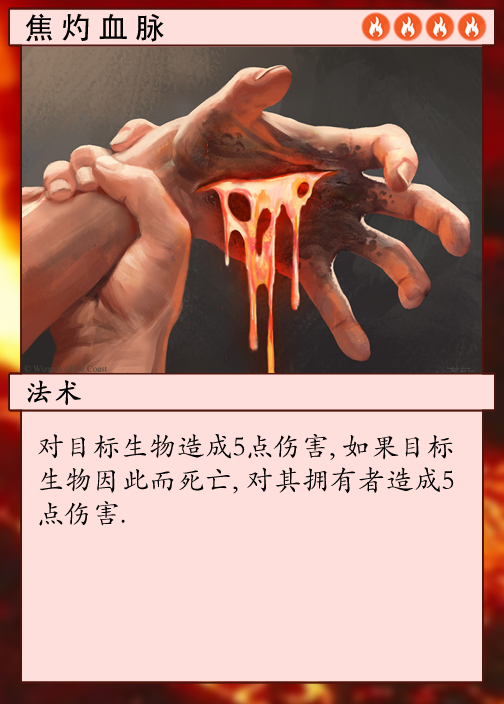 焦灼血脉
法术
对目标生物造成5点伤害, 如果目标
生物因此而死亡, 对其拥有者造成5
点伤害.